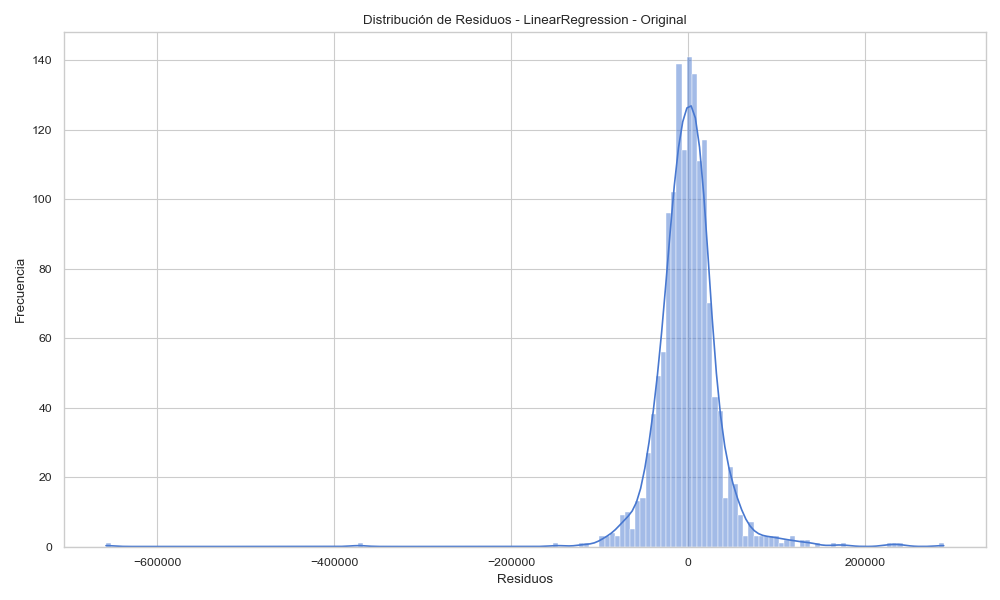 Distribución de Residuos - LinearRegression - Original
Frecuencia
140
120
100
80
60
40
20
0
−600000 −400000 −200000 0 200000
Residuos